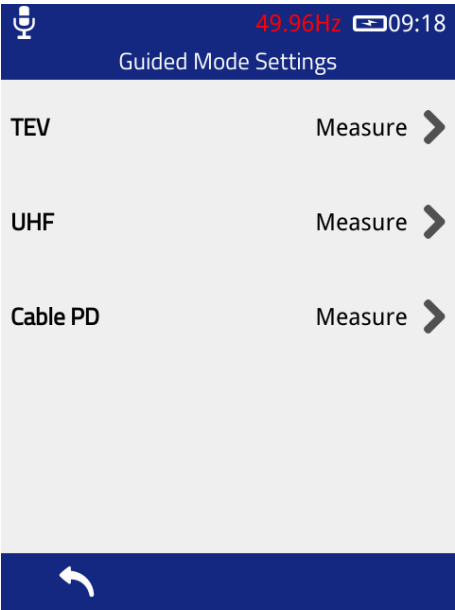 49.96Hz 09:18
Guided Mode Settings
TEV Measure
UHF Measure
Cable PD Measure